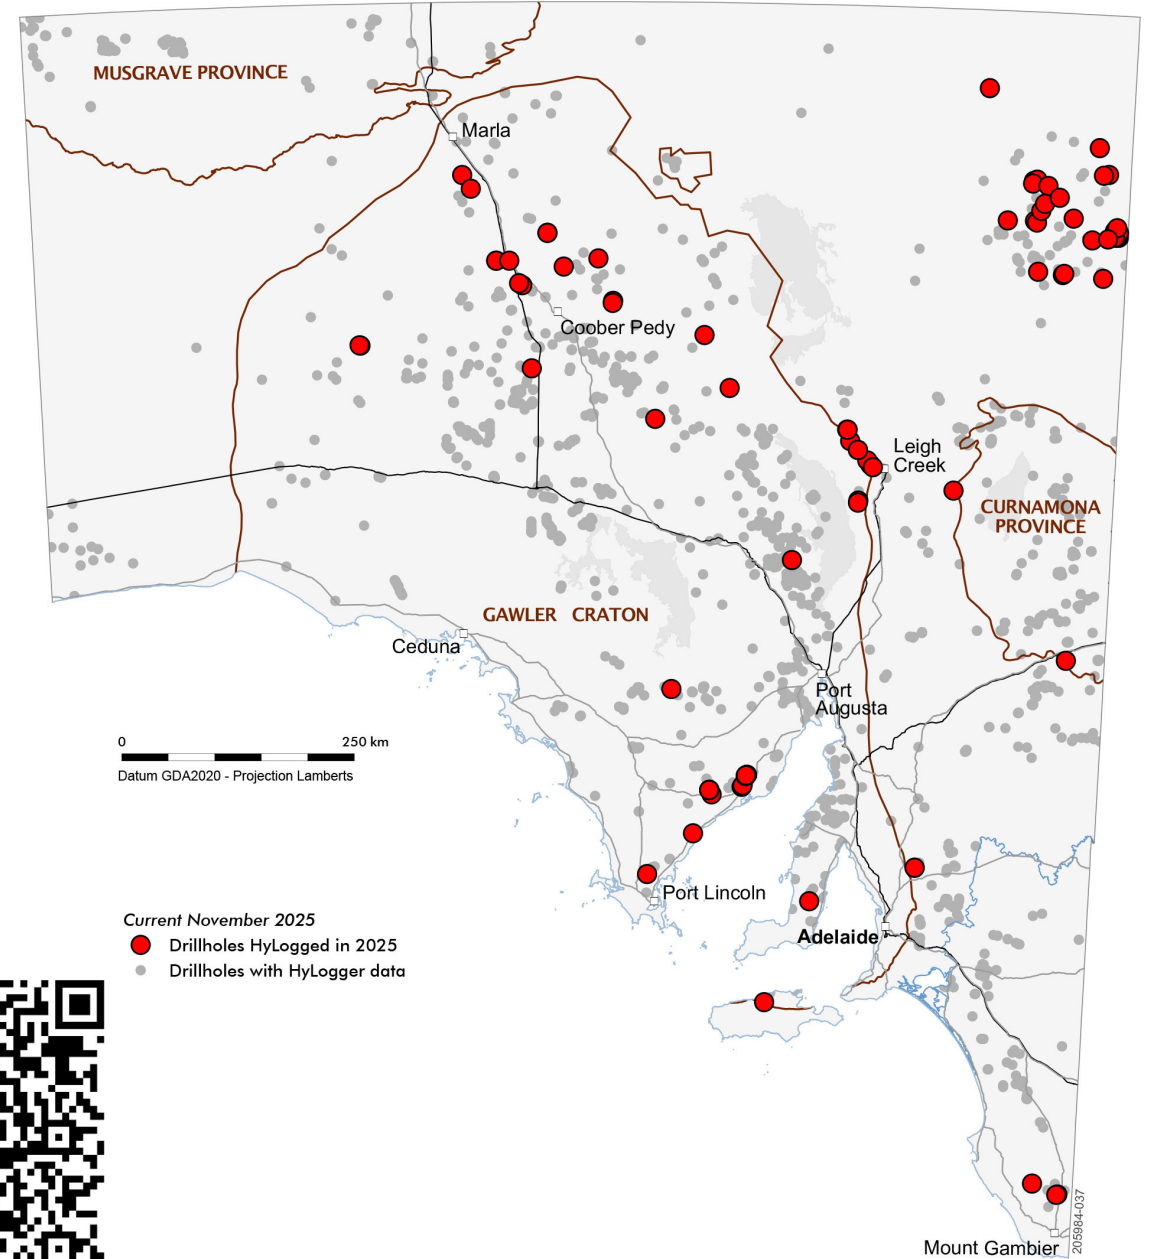 MUSGRAVE PROVINCE
Marla
Coober Pedy
Leigh
Creek
CURNAMONA
PROVINCE
GAWLER CRATON
Ceduna
Port
Augusta
0 250 km
Datum GDA2020 - Projection Lamberts
Port Lincoln
Current November 2025
Drillholes HyLogged in 2025
Drillholes with HyLogger data
Adelaide
205984-037
Mount Gambier